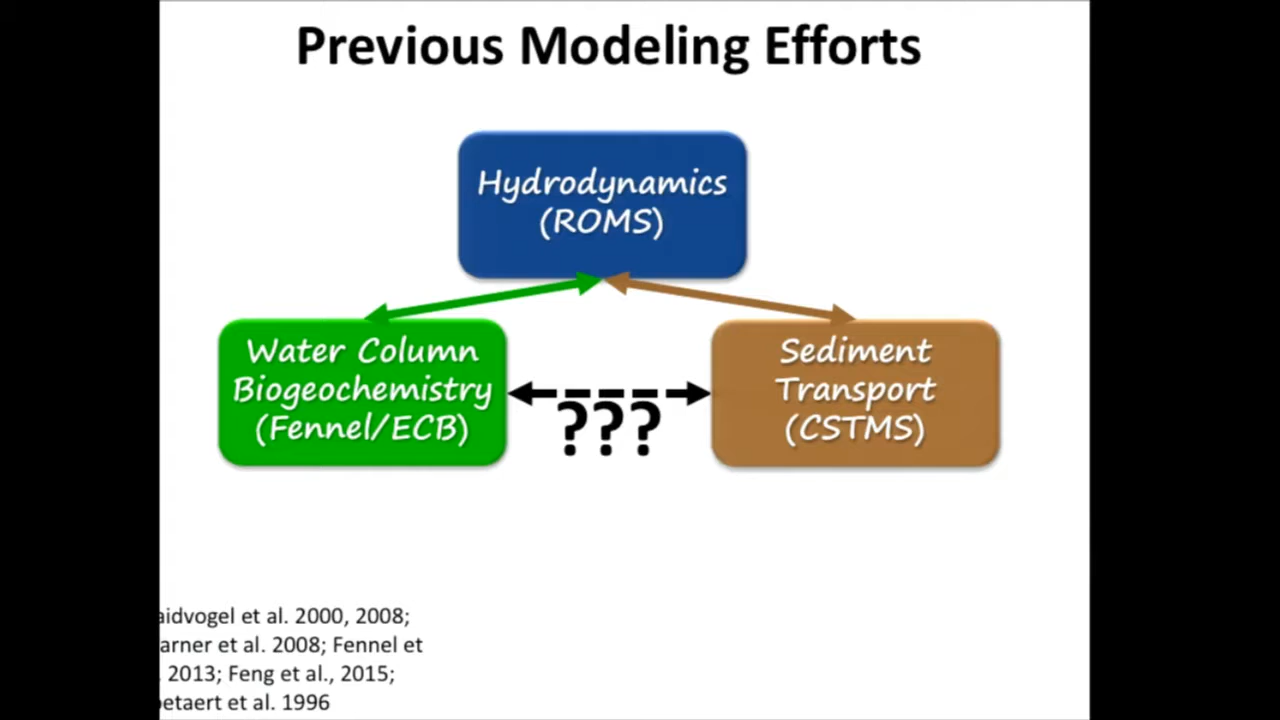 Previous Modeling Efforts
Hydrodynamics
(ROMS)
Water Column
Biogeochemistry
(Fennel/ECB)
???
Sediment
Transport
(CSTMS)
aidvogel et al. 2000, 2008;
arner et al. 2008; Fennel et
. 2013; Feng et al., 2015;
oetaert et al. 1996